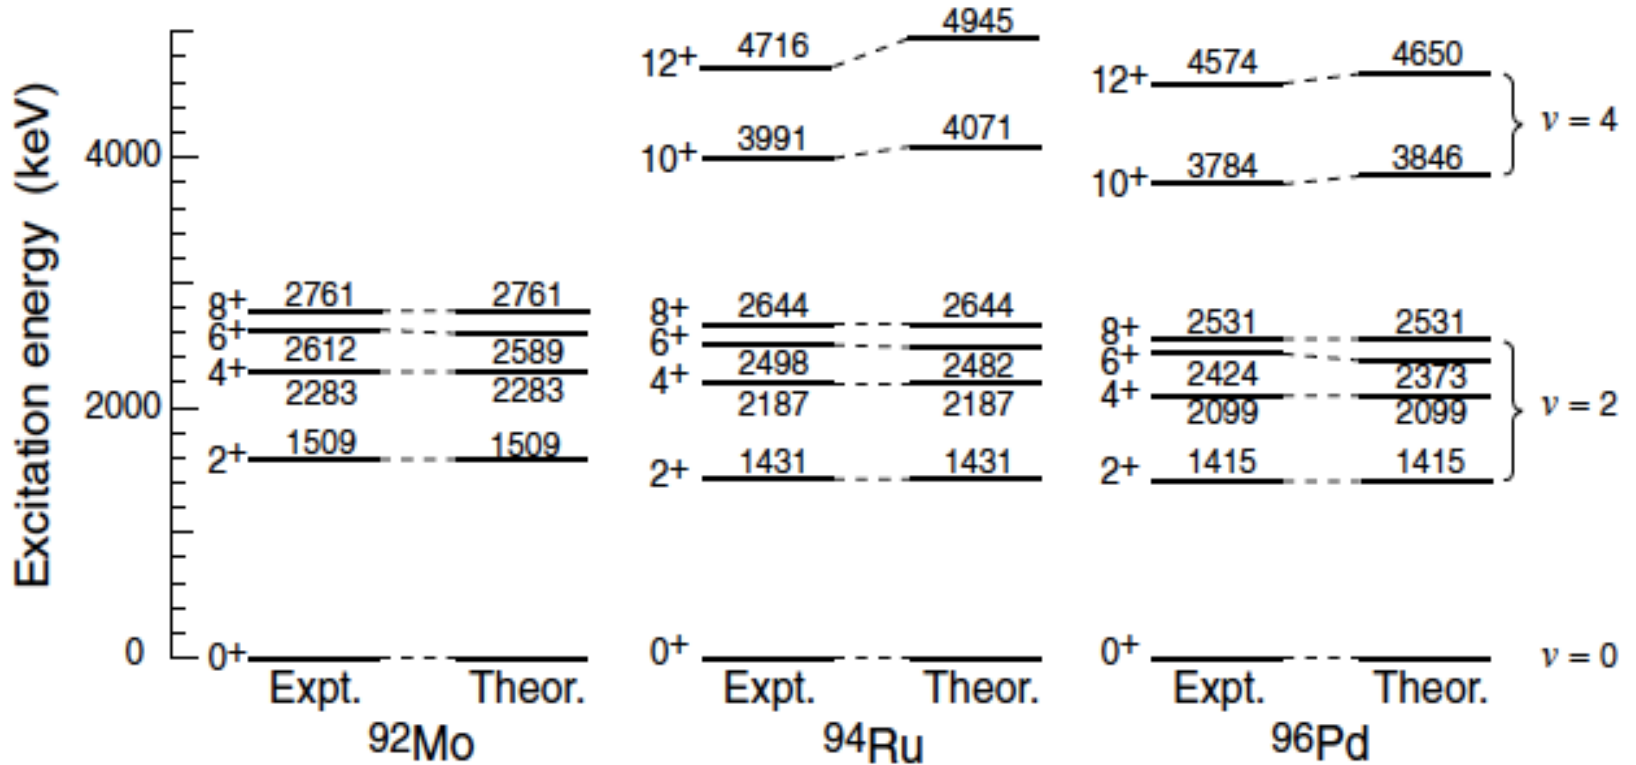 Excitation energy (keV)
4000
2000
0
8+ 2761 2761
6+
2612 2589
4+
2283 2283
2+ 1509 1509
0+
Expt. Theor.
92Mo
12+ 4716 4945
10+ 3991 4071
8+ 2644 2644
6+
2498 2482
4+
2187 2187
2+ 1431 1431
0+
Expt. Theor.
94Ru
12+ 4574 4650
ν = 4
10+ 3784 3846
8+ 2531 2531
6+
2424 2373
4+
2099 2099
ν = 2
2+ 1415 1415
0+
ν = 0
Expt. Theor.
96Pd